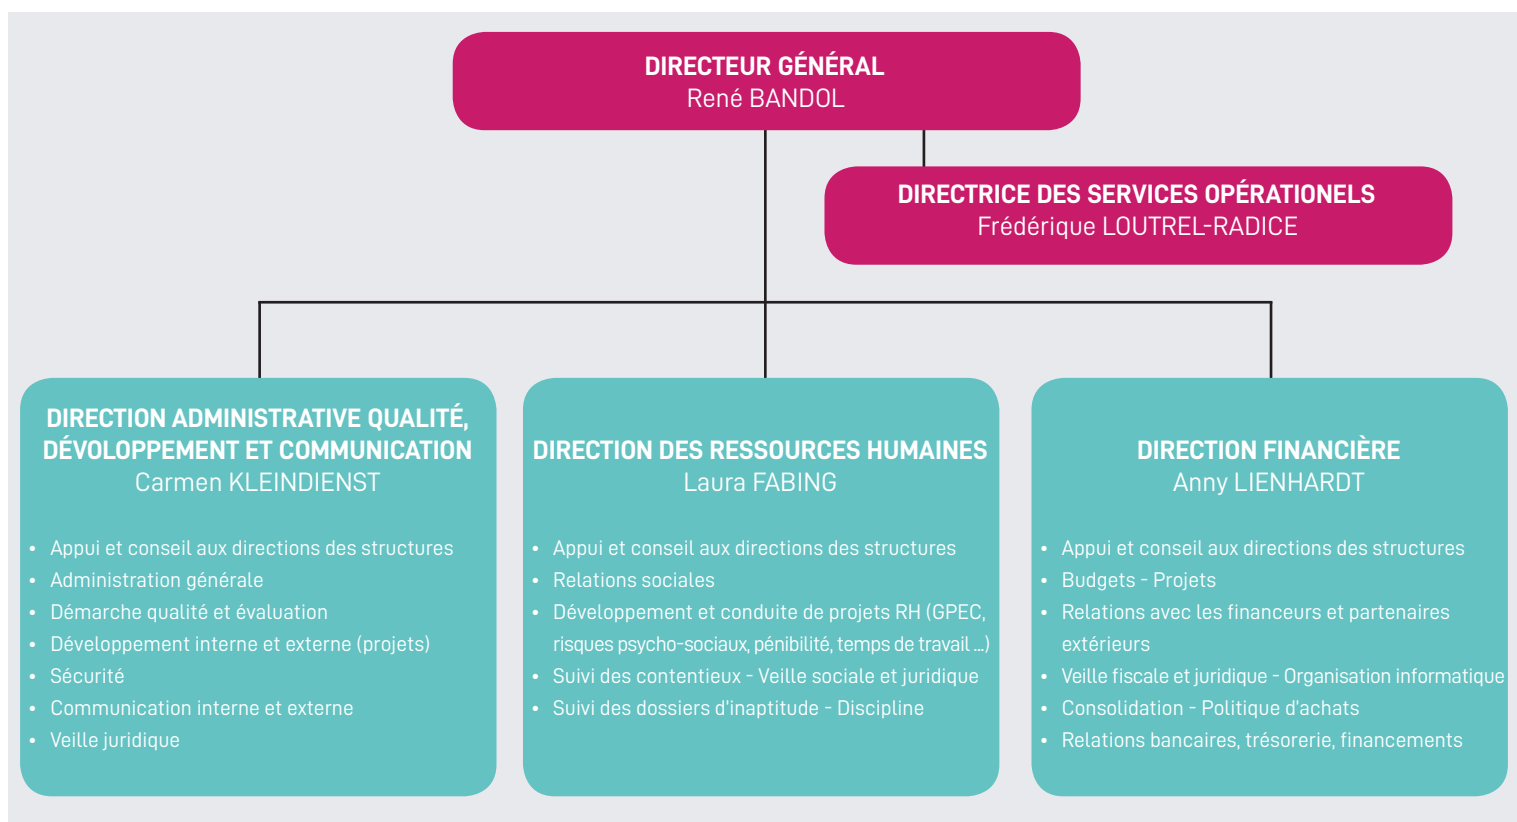 DIRECTEUR GÉNÉRAL
René BANDOL
DIRECTRICE DES SERVICES OPÉRATIONELS
Frédérique LOUTREL-RADICE
DIRECTION ADMINISTRATIVE QUALITÉ,
DÉVOLOPPEMENT ET COMMUNICATION
Carmen KLEINDIENST
• Appui et conseil aux directions des structures
• Administration générale
• Démarche qualité et évaluation
• Développement interne et externe (projets)
• Sécurité
• Communication interne et externe
• Veille juridique
DIRECTION DES RESSOURCES HUMAINES
Laura FABING
• Appui et conseil aux directions des structures
• Relations sociales
• Développement et conduite de projets RH (GPEC,
risques psycho-sociaux, pénibilité, temps de travail ...)
• Suivi des contentieux - Veille sociale et juridique
• Suivi des dossiers d'inaptitude - Discipline
DIRECTION FINANCIÈRE
Anny LIENHARDT
• Appui et conseil aux directions des structures
• Budgets - Projets
• Relations avec les financeurs et partenaires
extérieurs
• Veille fiscale et juridique - Organisation informatique
• Consolidation - Politique d'achats
• Relations bancaires, trésorerie, financements